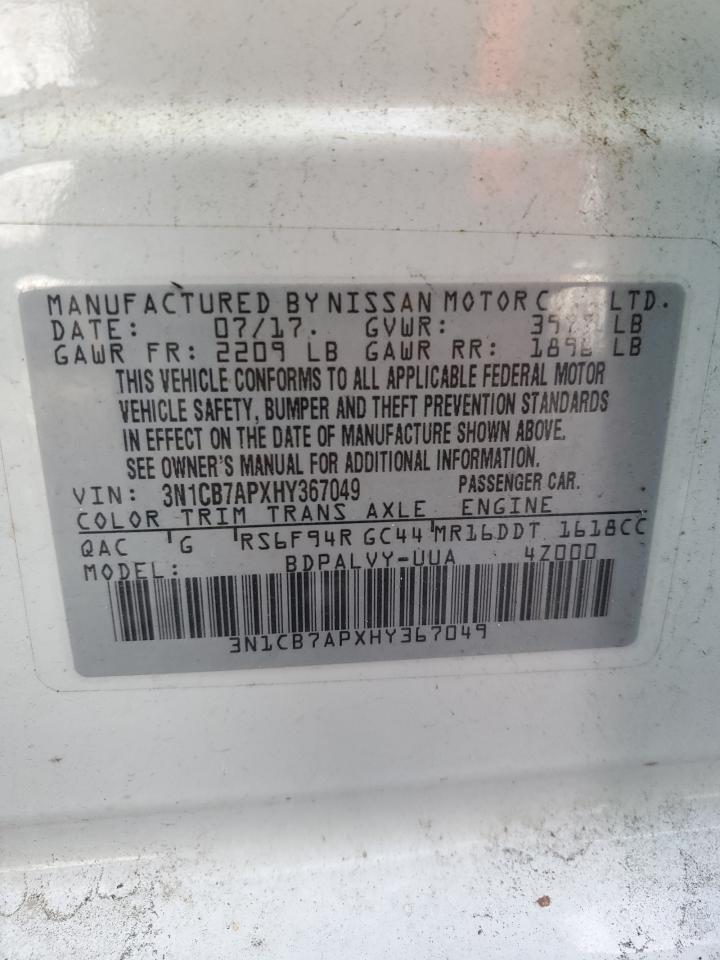 MANUFACTURED BY NISSAN MOTOR LTD.
DATE: 07/17. GVWR: LB
GAWR FR: 2209 LB GAWR RR: LB
THIS VEHICLE CONFORMS TO ALL APPLICABLE FEDERAL MOTOR
VEHICLE SAFETY, BUMPER AND THEFT PREVENTION STANDARDS
IN EFFECT ON THE DATE OF MANUFACTURE SHOWN ABOVE.
SEE OWNER'S MANUAL FOR ADDITIONAL INFORMATION.
VIN: 3N1CB7APXHY367049 PASSENGER CAR.
COLOR TRIM TRANS AXLE ENGINE
QAC G RS6F94R GC44 MR16DDT 1618CC
MODEL: BDPALVY-UUA 4Z000
3N1CB7APXHY367049